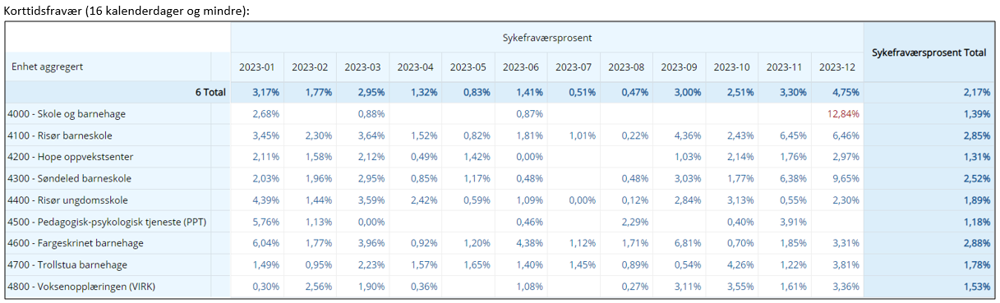 Korttidsfravær (16 kalenderdager og mindre):
Sykefraværsprosent
Sykefraværsprosent Total
Enhet aggregert 2023-01 2023-02 2023-03 2023-04 2023-05 2023-06 2023-07 2023-08 2023-09 2023-10 2023-11 2023-12
6 Total 3,17% 1,77% 2,95% 1,32% 0,83% 1,41% 0,51% 0,47% 3,00% 2,51% 3,30% 4,75% 2,17%
4000 - Skole og barnehage 2,68% 0,88% 0,87% 12,84% 1,39%
4100 - Risør barneskole 3,45% 2,30% 3,64% 1,52% 0,82% 1,81% 1,01% 0,22% 4,36% 2,43% 6,45% 6,46% 2,85%
4200 - Hope oppvekstsenter 2,11% 1,58% 2,12% 0,49% 1,42% 0,00% 1,03% 2,14% 1,76% 2,97% 1,31%
4300 - Søndeled barneskole 2,03% 1,96% 2,95% 0,85% 1,17% 0,48% 0,48% 3,03% 1,77% 6,38% 9,65% 2,52%
4400 - Risør ungdomsskole 4,39% 1,44% 3,59% 2,42% 0,59% 1,09% 0,00% 0,12% 2,84% 3,13% 0,55% 2,30% 1,89%
4500 - Pedagogisk-psykologisk tjeneste (PPT) 5,76% 1,13% 0,00% 0,46% 2,29% 0,40% 3,91% 1,18%
4600 - Fargeskrinet barnehage 6,04% 1,77% 3,96% 0,92% 1,20% 4,38% 1,12% 1,71% 6,81% 0,70% 1,85% 3,31% 2,88%
4700 - Trollstua barnehage 1,49% 0,95% 2,23% 1,57% 1,65% 1,40% 1,45% 0,89% 0,54% 4,26% 1,22% 3,81% 1,78%
4800 - Voksenopplæringen (VIRK) 0,30% 2,56% 1,90% 0,36% 1,08% 0,27% 3,11% 3,55% 1,61% 3,36% 1,53%